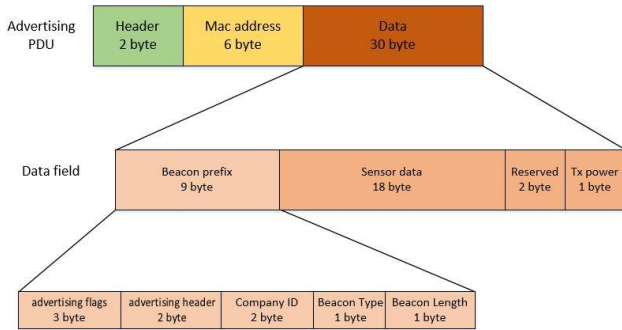 Advertising
PDU
Header
2 byte
Mac address
6 byte
Data
30 byte
Data field
Beacon prefix
9 byte
Sensor data
18 byte
Reserved
2 byte
Tx power
1 byte
advertising flags
3 byte
advertising header
2 byte
Company ID
2 byte
Beacon Type
1 byte
Beacon Length
1 byte